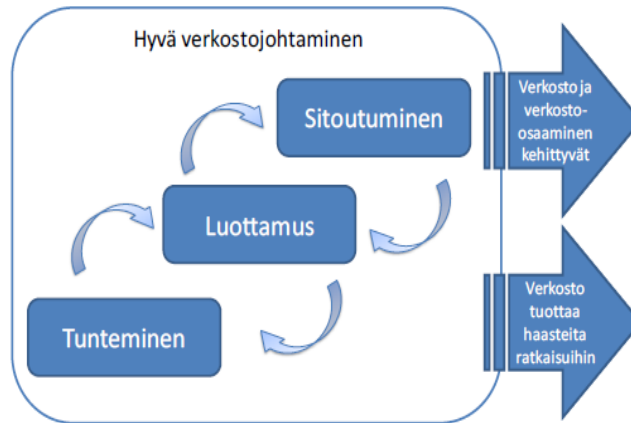 Hyvä verkostojohtaminen
Sitoutuminen
Luottamus
Tunteminen
Verkosto ja
verkosto-
osaaminen
kehittyvät
Verkosto
tuottaa
haasteita
ratkaisuihin